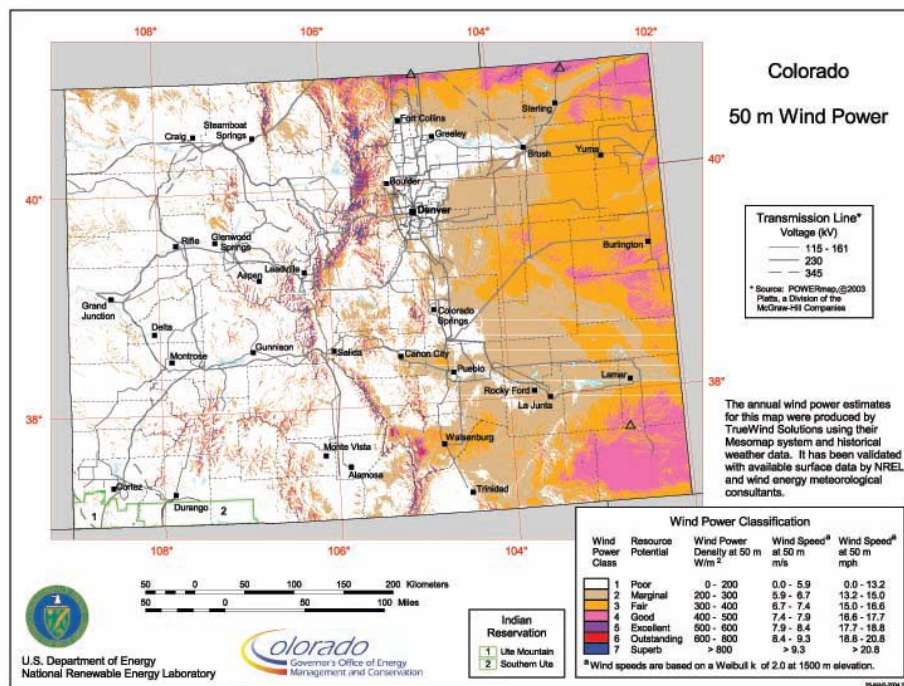 108°
106°
104°
102°
Colorado
50 m Wind Power
Sterling
Fort Collins
Steamboat
Springs
Craig
Greeley
Brush
Yuma
40°
Boulder
40°
Denver
Transmission Line*
Voltage (kV)
115 - 161
230
345
* Source: POWERmap, ©2003
Platts, a Division of the
McGraw-Hill Companies
Rifle
Glenwood
Springs
Burlington
Leadville
Aspen
Grand
Junction
Colorado
Springs
Delta
Montrose
Gunnison
Salida
Canon City
Pueblo
Rocky Ford
La Junta
Lamar
38°
38°
The annual wind power estimates
for this map were produced by
TrueWind Solutions using their
Mesomap system and historical
weather data. It has been validated
with available surface data by NREL
and wind energy meteorological
consultants.
Walsenburg
Monte Vista
Alamosa
Trinidad
Cortez
Durango
1
2
108°
106°
104°
Wind Power Classification
Wind Power Class Resource Potential Wind Power Density at 50 m W/m 2 Wind Speed a at 50 m m/s Wind Speed a at 50 m mph
1 Poor 0 - 200 0.0 - 5.9 0.0 - 13.2
2 Marginal 200 - 300 5.9 - 6.7 13.2 - 15.0
3 Fair 300 - 400 6.7 - 7.4 15.0 - 16.6
4 Good 400 - 500 7.4 - 7.9 16.6 - 17.7
5 Excellent 500 - 600 7.9 - 8.4 17.7 - 18.8
6 Outstanding 600 - 800 8.4 - 9.3 18.8 - 20.8
7 Superb > 800 > 9.3 > 20.8
a Wind speeds are based on a Weibull k of 2.0 at 1500 m elevation.
50 0 50 100 150 200 Kilometers
50 0 50 100 Miles
Indian
Reservation
1 Ute Mountain
2 Southern Ute
U.S. Department of Energy
National Renewable Energy Laboratory
Colorado
Governor's Office of Energy
Management and Conservation